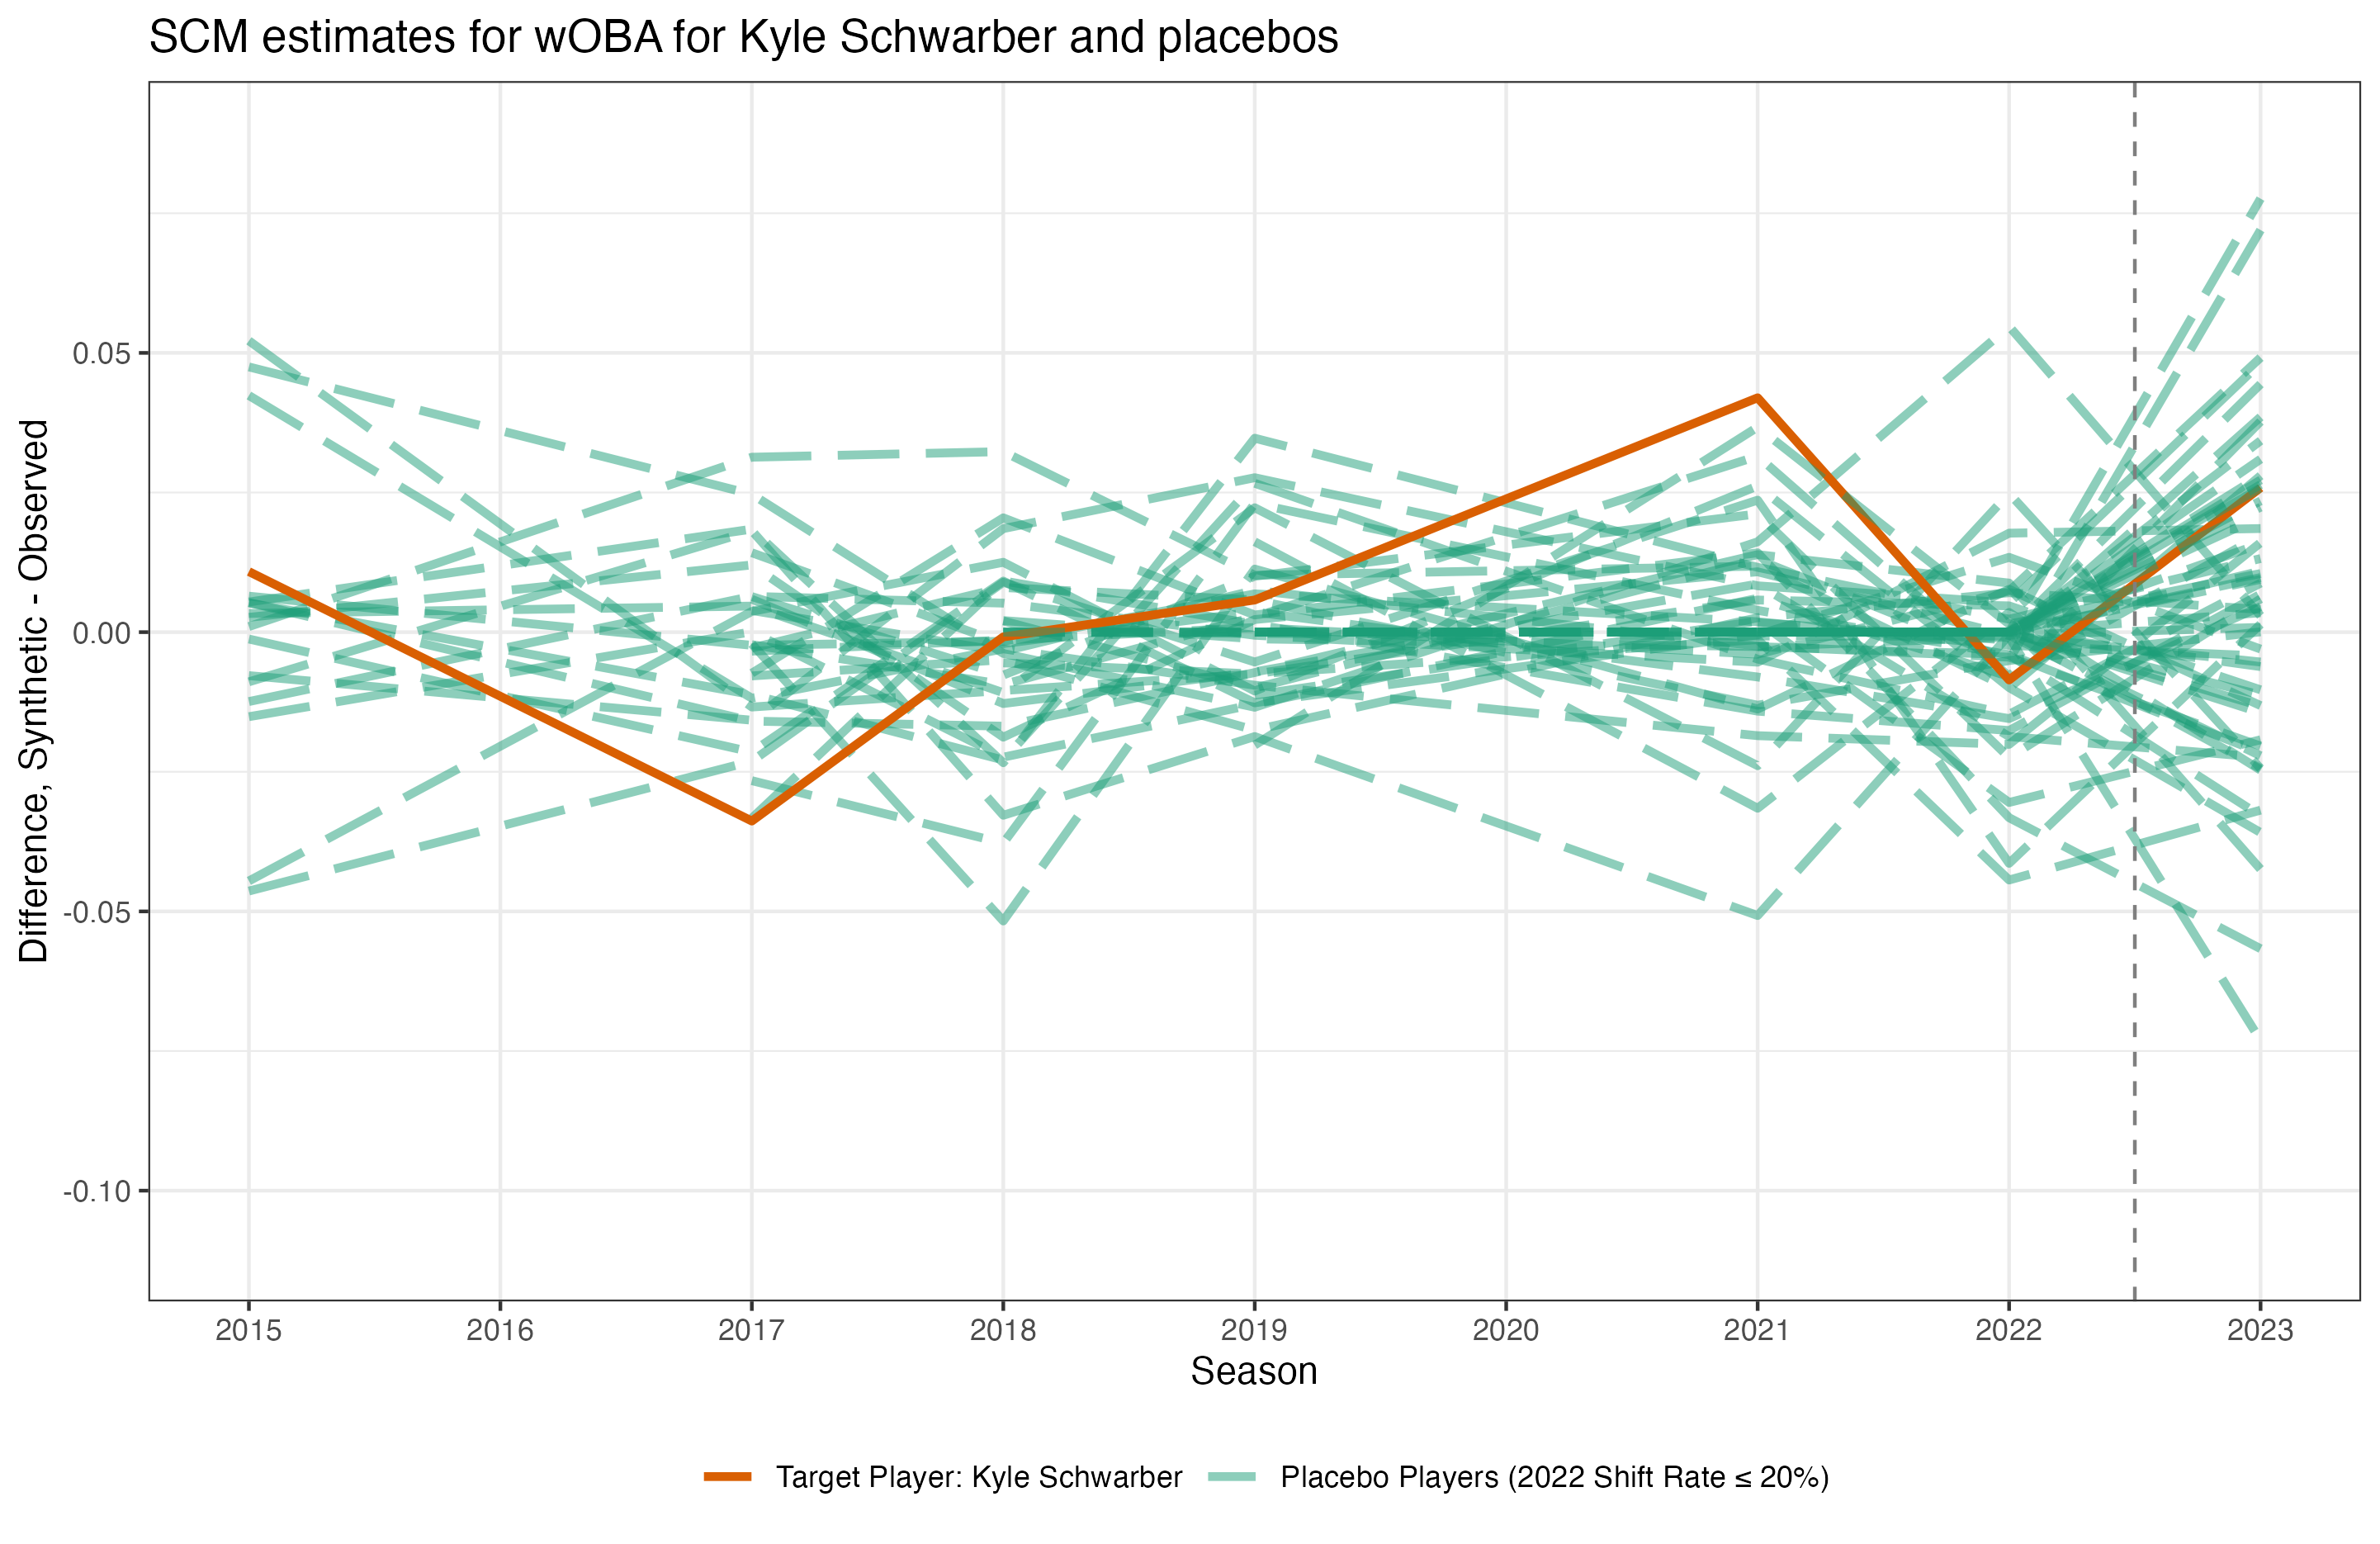 SCM estimates for wOBA for Kyle Schwarber and placebos
Difference, Synthetic - Observed
0.05
0.00
-0.05
-0.10
2015 2016 2017 2018 2019 2020 2021 2022 2023
Season
Target Player: Kyle Schwarber Placebo Players (2022 Shift Rate ≤ 20%)